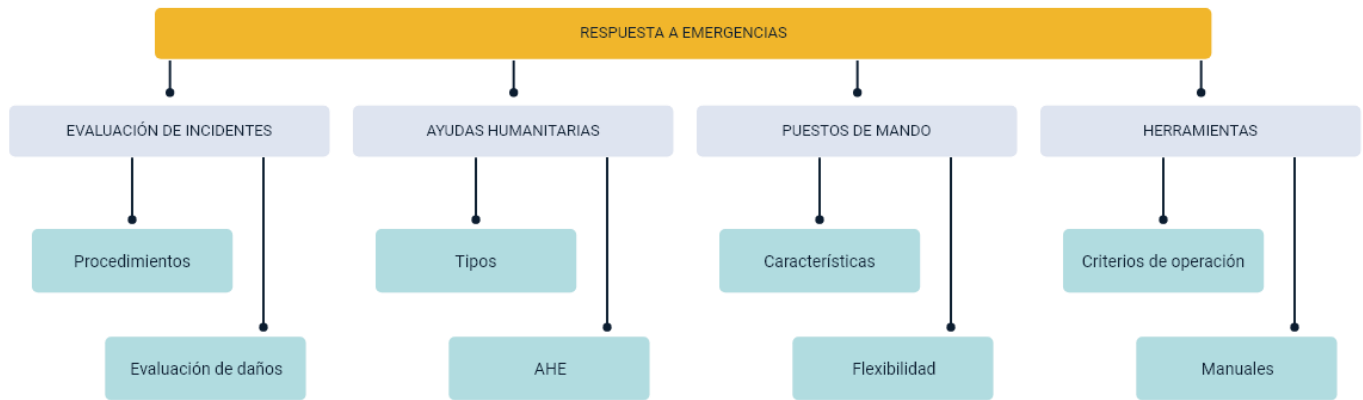 RESPUESTA A EMERGENCIAS
EVALUACIÓN DE INCIDENTES
AYUDAS HUMANITARIAS
PUESTOS DE MANDO
HERRAMIENTAS
Procedimientos
Tipos
Características
Criterios de operación
Evaluación de daños
AHE
Flexibilidad
Manuales